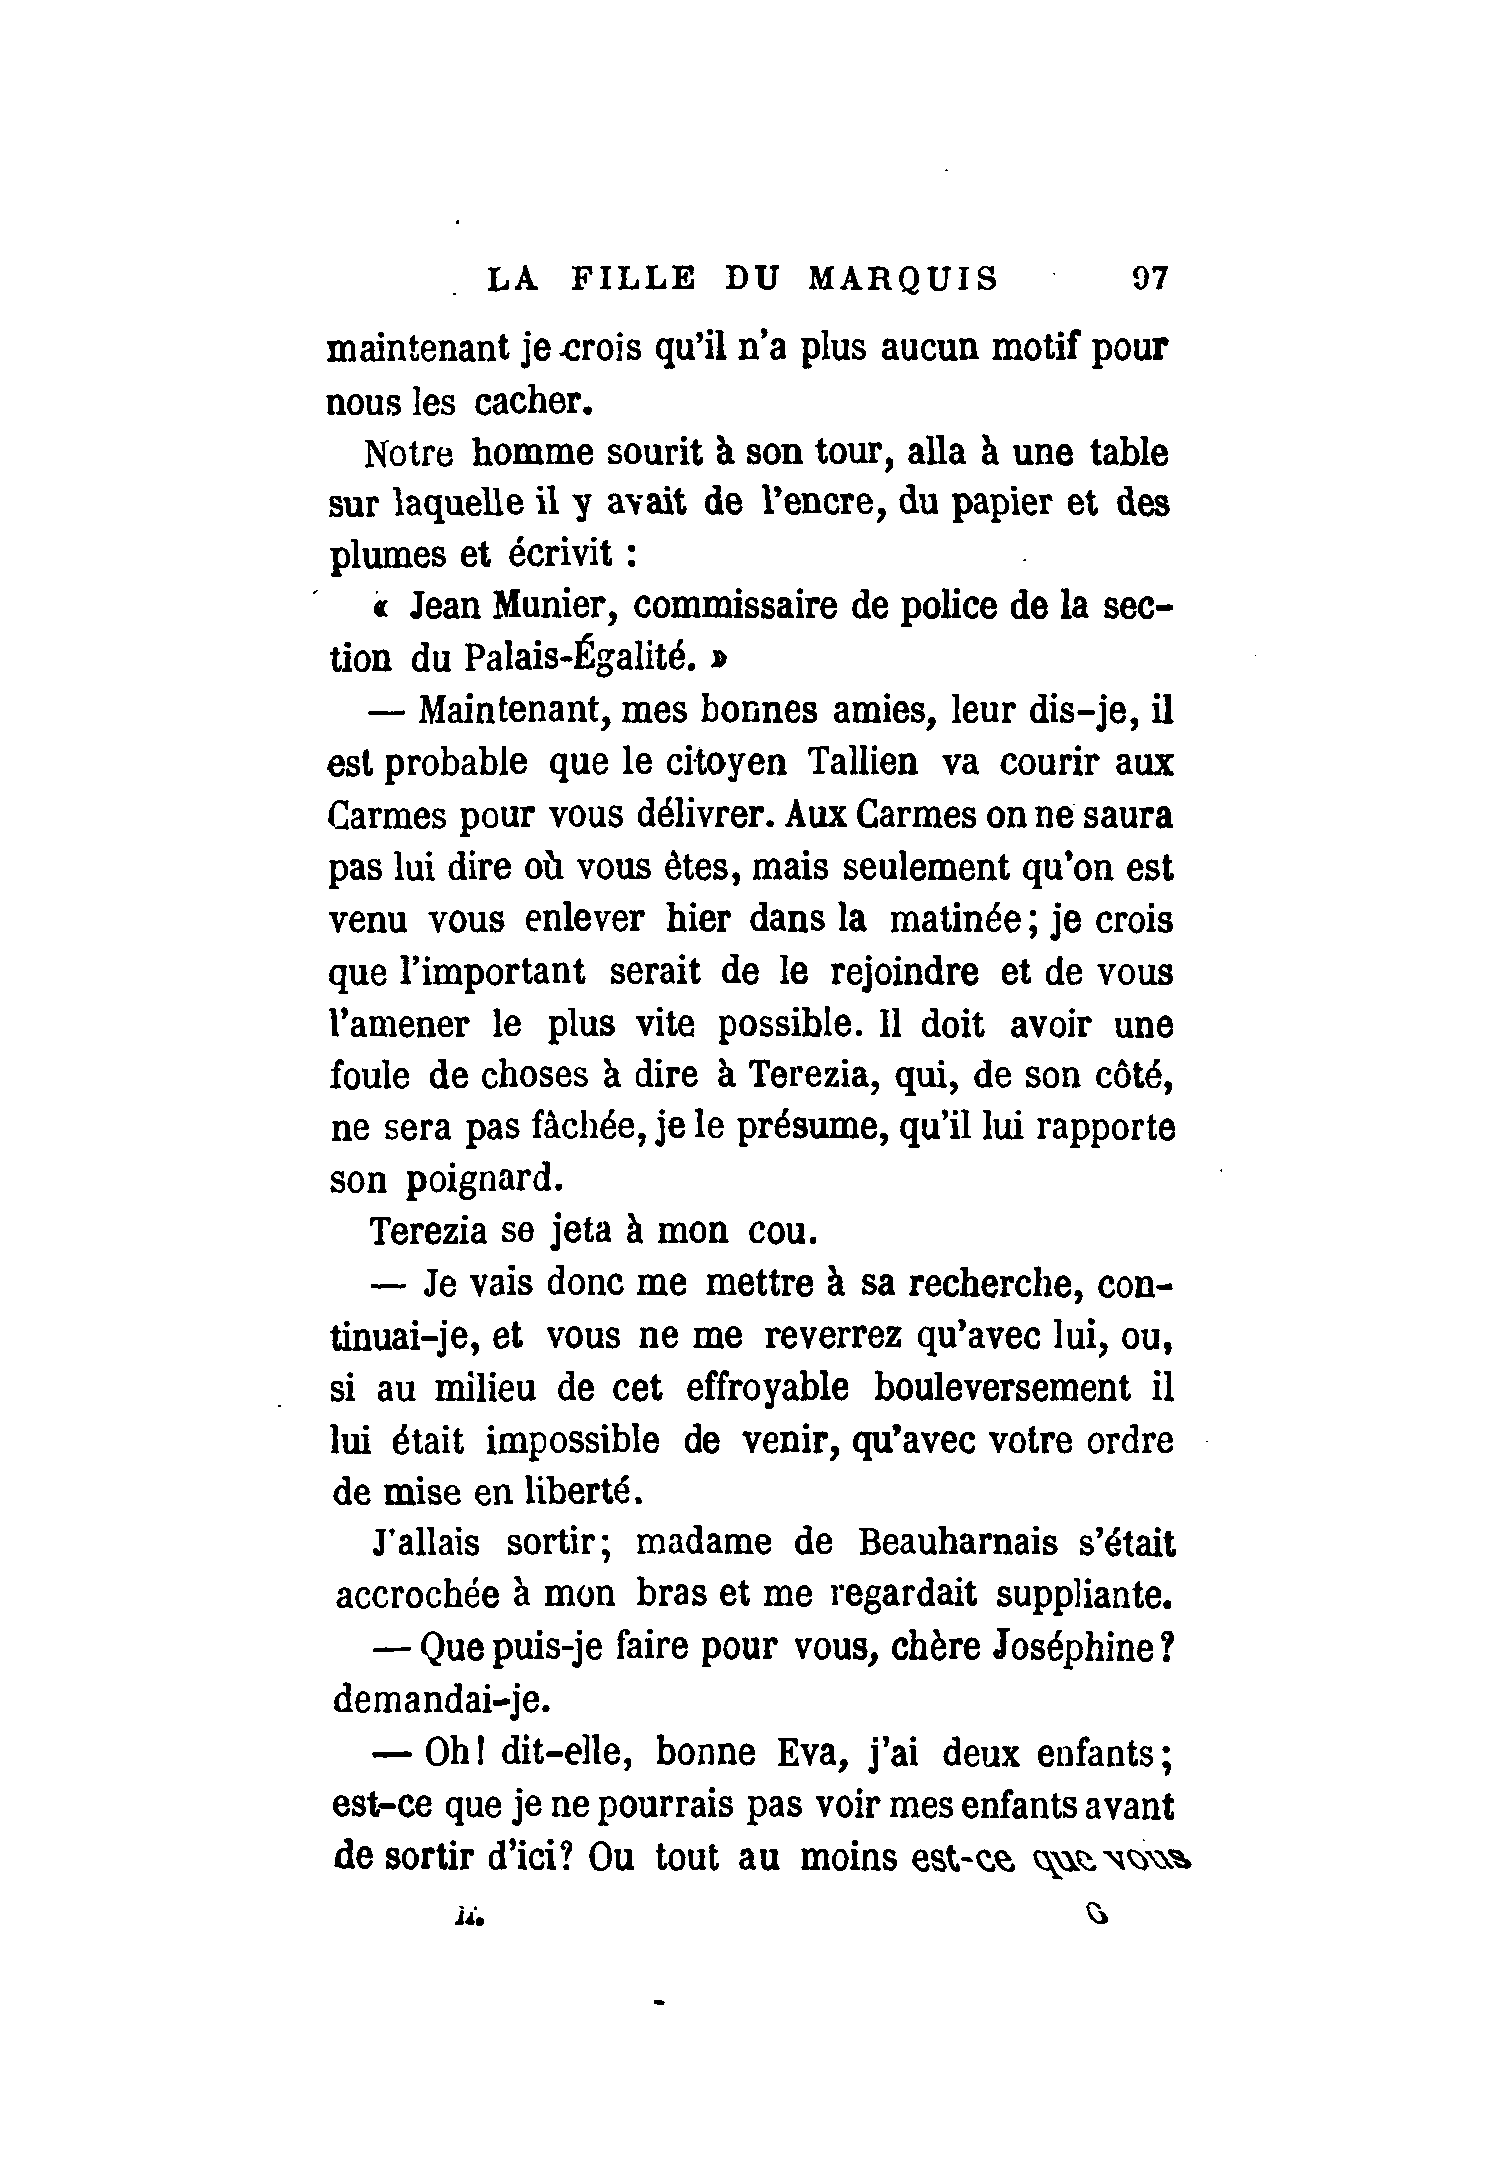 LA FILLE DU MARQUIS 97
maintenant je crois qu'il n'a plus aucun motif pour
nous les cacher.
Notre homme sourit à son tour, alla à une table
sur laquelle il y avait de l'encre, du papier et des
plumes et écrivit :
« Jean Munier, commissaire de police de la sec-
tion du Palais-Égalité. »
— Maintenant, mes bonnes amies, leur dis-je, il
est probable que le citoyen Tallien va courir aux
Carmes pour vous délivrer. Aux Carmes on ne saura
pas lui dire où vous êtes, mais seulement qu'on est
venu vous enlever hier dans la matinée; je crois
que l'important serait de le rejoindre et de vous
l'amener le plus vite possible. Il doit avoir une
foule de choses à dire à Terezia, qui, de son côté,
ne sera pas fâchée, je le présume, qu'il lui rapporte
son poignard.
Terezia se jeta à mon cou.
— Je vais donc me mettre à sa recherche, con-
tinuai-je, et vous ne me reverrez qu'avec lui, ou,
si au milieu de cet effroyable bouleversement il
lui était impossible de venir, qu'avec votre ordre
de mise en liberté.
J'allais sortir; madame de Beauharnais s'était
accrochée à mon bras et me regardait suppliante.
— Que puis-je faire pour vous, chère Joséphine?
demandai-je.
— Oh! dit-elle, bonne Eva, j'ai deux enfants;
est-ce que je ne pourrais pas voir mes enfants avant
de sortir d'ici? Ou tout au moins est-ce que vous
II. 6